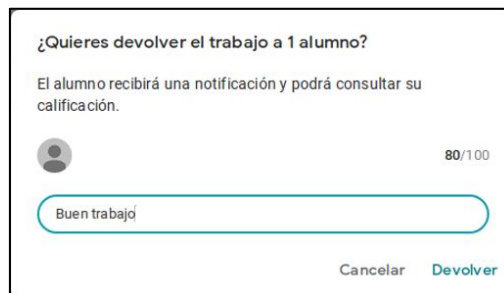 ¿Quieres devolver el trabajo a 1 alumno?
El alumno recibirá una notificación y podrá consultar su
calificación.
80/100
Buen trabajo
Cancelar Devolver